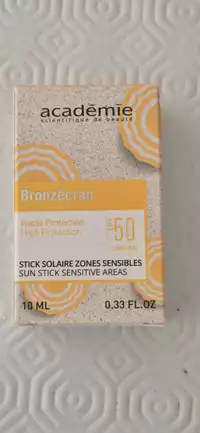 académie
scientifique de beauté
Bronzécran
Haute Protection
High Protection
SPF 50
STICK SOLAIRE ZONES SENSIBLES
SUN STICK SENSITIVE AREAS
10 ML 0.33 FL.OZ